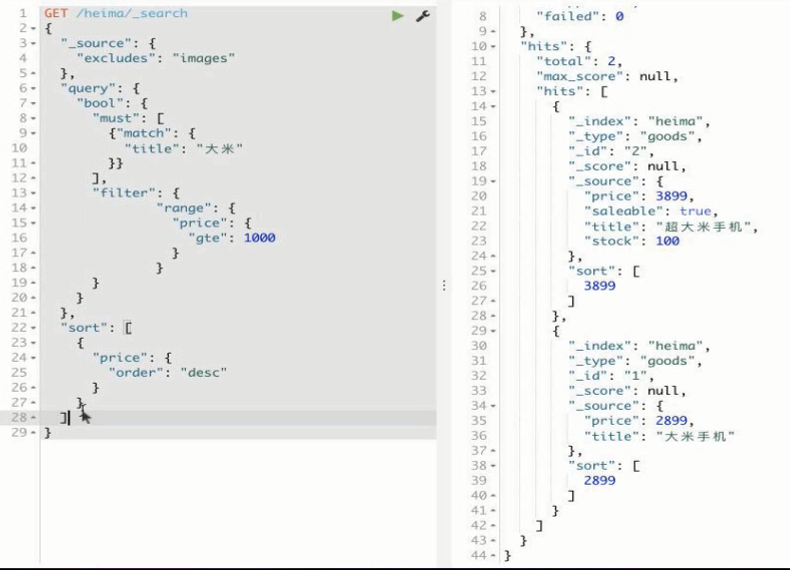 1 GET /heima/_search
2 {
3 "_source": {
4 "excludes": "images"
5 },
6 "query": {
7 "bool": {
8 "must": [
9 {"match": {
10 "title": "大米"
11 }}
12 ],
13 "filter": {
14 "range": {
15 "price": {
16 "gte": 1000
17 }
18 }
19 }
20 }
21 },
22 "sort": [
23 {
24 "price": {
25 "order": "desc"
26 }
27 }
28 ]
29 }
8 "failed": 0
9 },
10 "hits": {
11 "total": 2,
12 "max_score": null,
13 "hits": [
14 {
15 "_index": "heima",
16 "_type": "goods",
17 "_id": "2",
18 "_score": null,
19 "_source": {
20 "price": 3899,
21 "saleable": true,
22 "title": "超大米手机",
23 "stock": 100
24 },
25 "sort": [
26 3899
27 ]
28 },
29 {
30 "_index": "heima",
31 "_type": "goods",
32 "_id": "1",
33 "_score": null,
34 "_source": {
35 "price": 2899,
36 "title": "大米手机"
37 },
38 "sort": [
39 2899
40 ]
41 }
42 ]
43 }
44 }